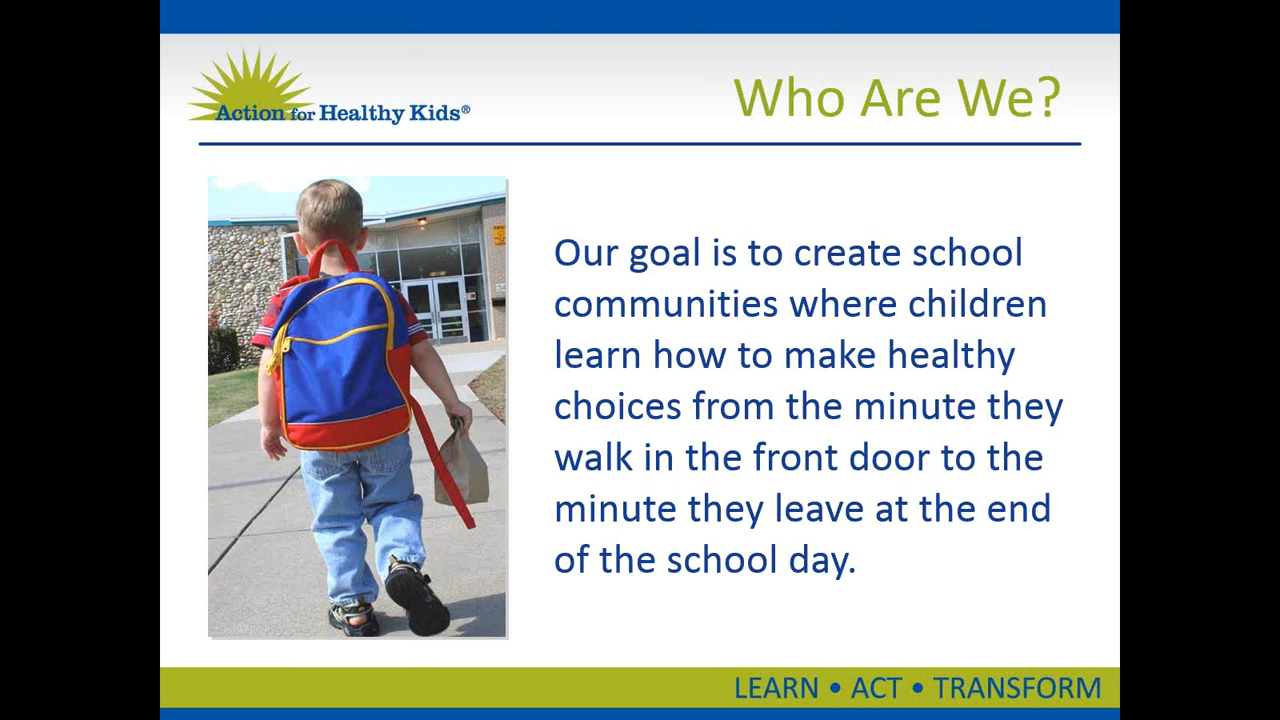 Action for Healthy Kids®
Who Are We?
Our goal is to create school
communities where children
learn how to make healthy
choices from the minute they
walk in the front door to the
minute they leave at the end
of the school day.
LEARN • ACT • TRANSFORM